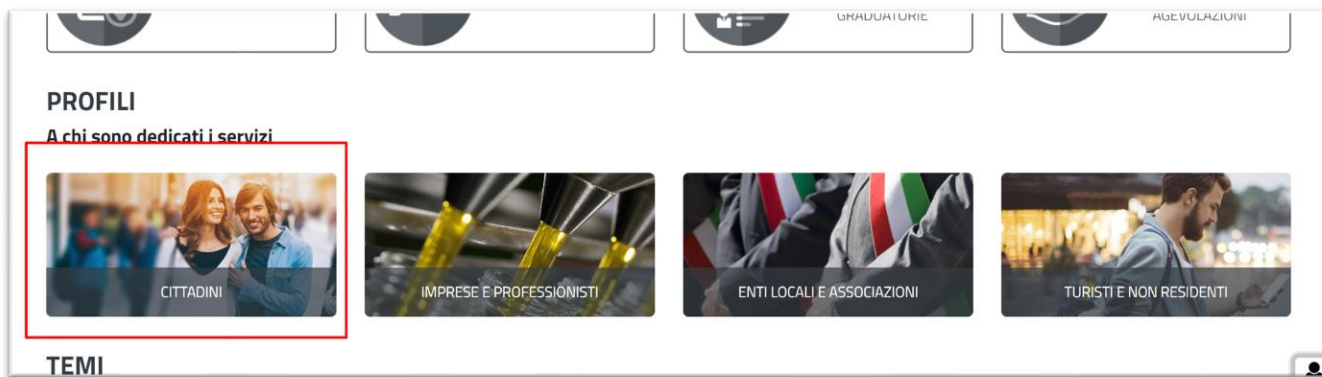 GRADUATORIE
AGEVOLAZIONI
PROFILI
A chi sono dedicati i servizi
CITTADINI
IMPRESE E PROFESSIONISTI
ENTI LOCALI E ASSOCIAZIONI
TURISTI E NON RESIDENTI
TEMI